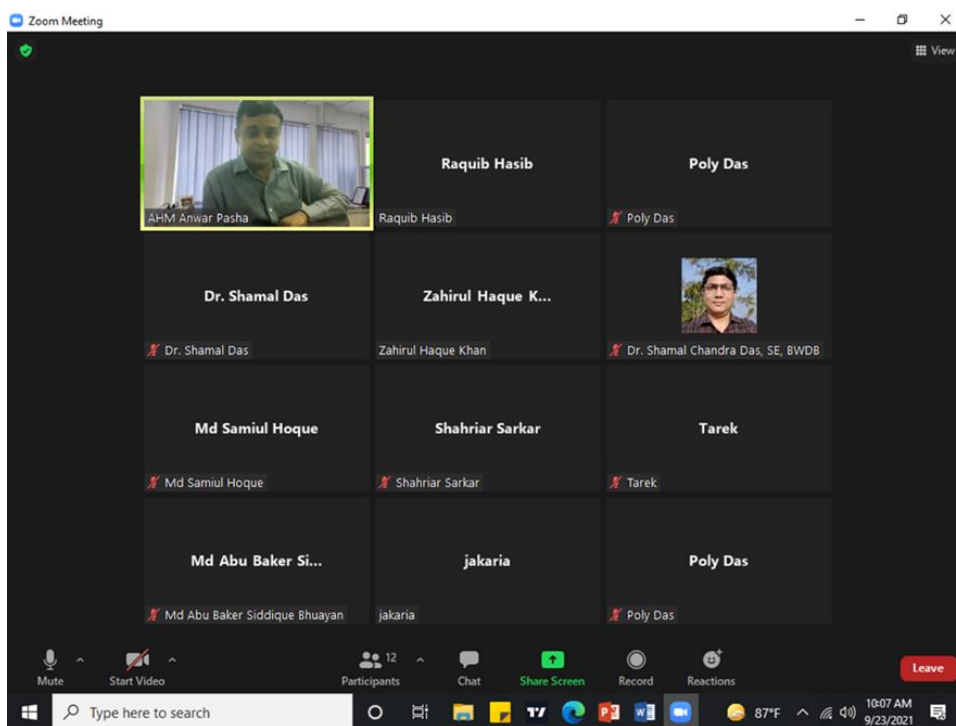 Zoom Meeting
View
AHM Anwar Pasha
Raquib Hasib
Raquib Hasib
Poly Das
Poly Das
Dr. Shamal Das
Dr. Shamal Das
Zahirul Haque K...
Zahirul Haque Khan
Dr. Shamal Chandra Das, SE, BWDB
Md Samiul Hoque
Md Samiul Hoque
Shahriar Sarkar
Shahriar Sarkar
Tarek
Tarek
Md Abu Baker Si...
Md Abu Baker Siddique Bhuayan
jakaria
jakaria
Poly Das
Poly Das
Mute
Start Video
12
Participants
Chat
Share Screen
Record
Reactions
Leave
Type here to search
87°F
10:07 AM
9/23/2021